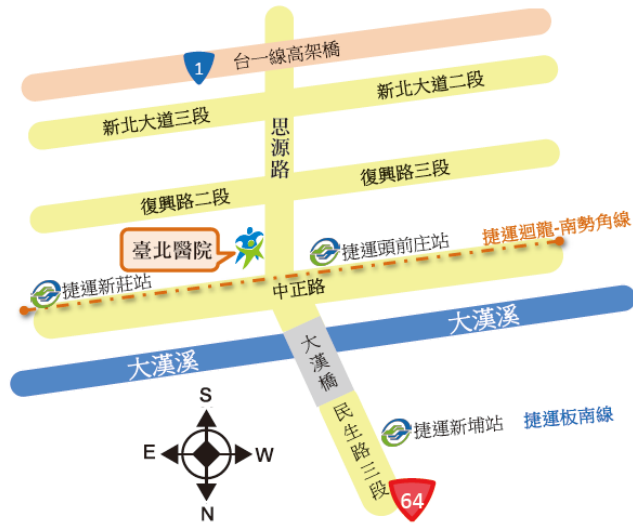 1
台一線高架橋
新北大道三段
新北大道二段
思源路
復興路二段
復興路三段
臺北醫院
捷運頭前庄站
捷運迴龍-南勢角線
捷運新莊站
中正路
大漢溪
大漢溪
大漢橋
民生路三段
捷運新埔站
捷運板南線
64
S
E
W
N